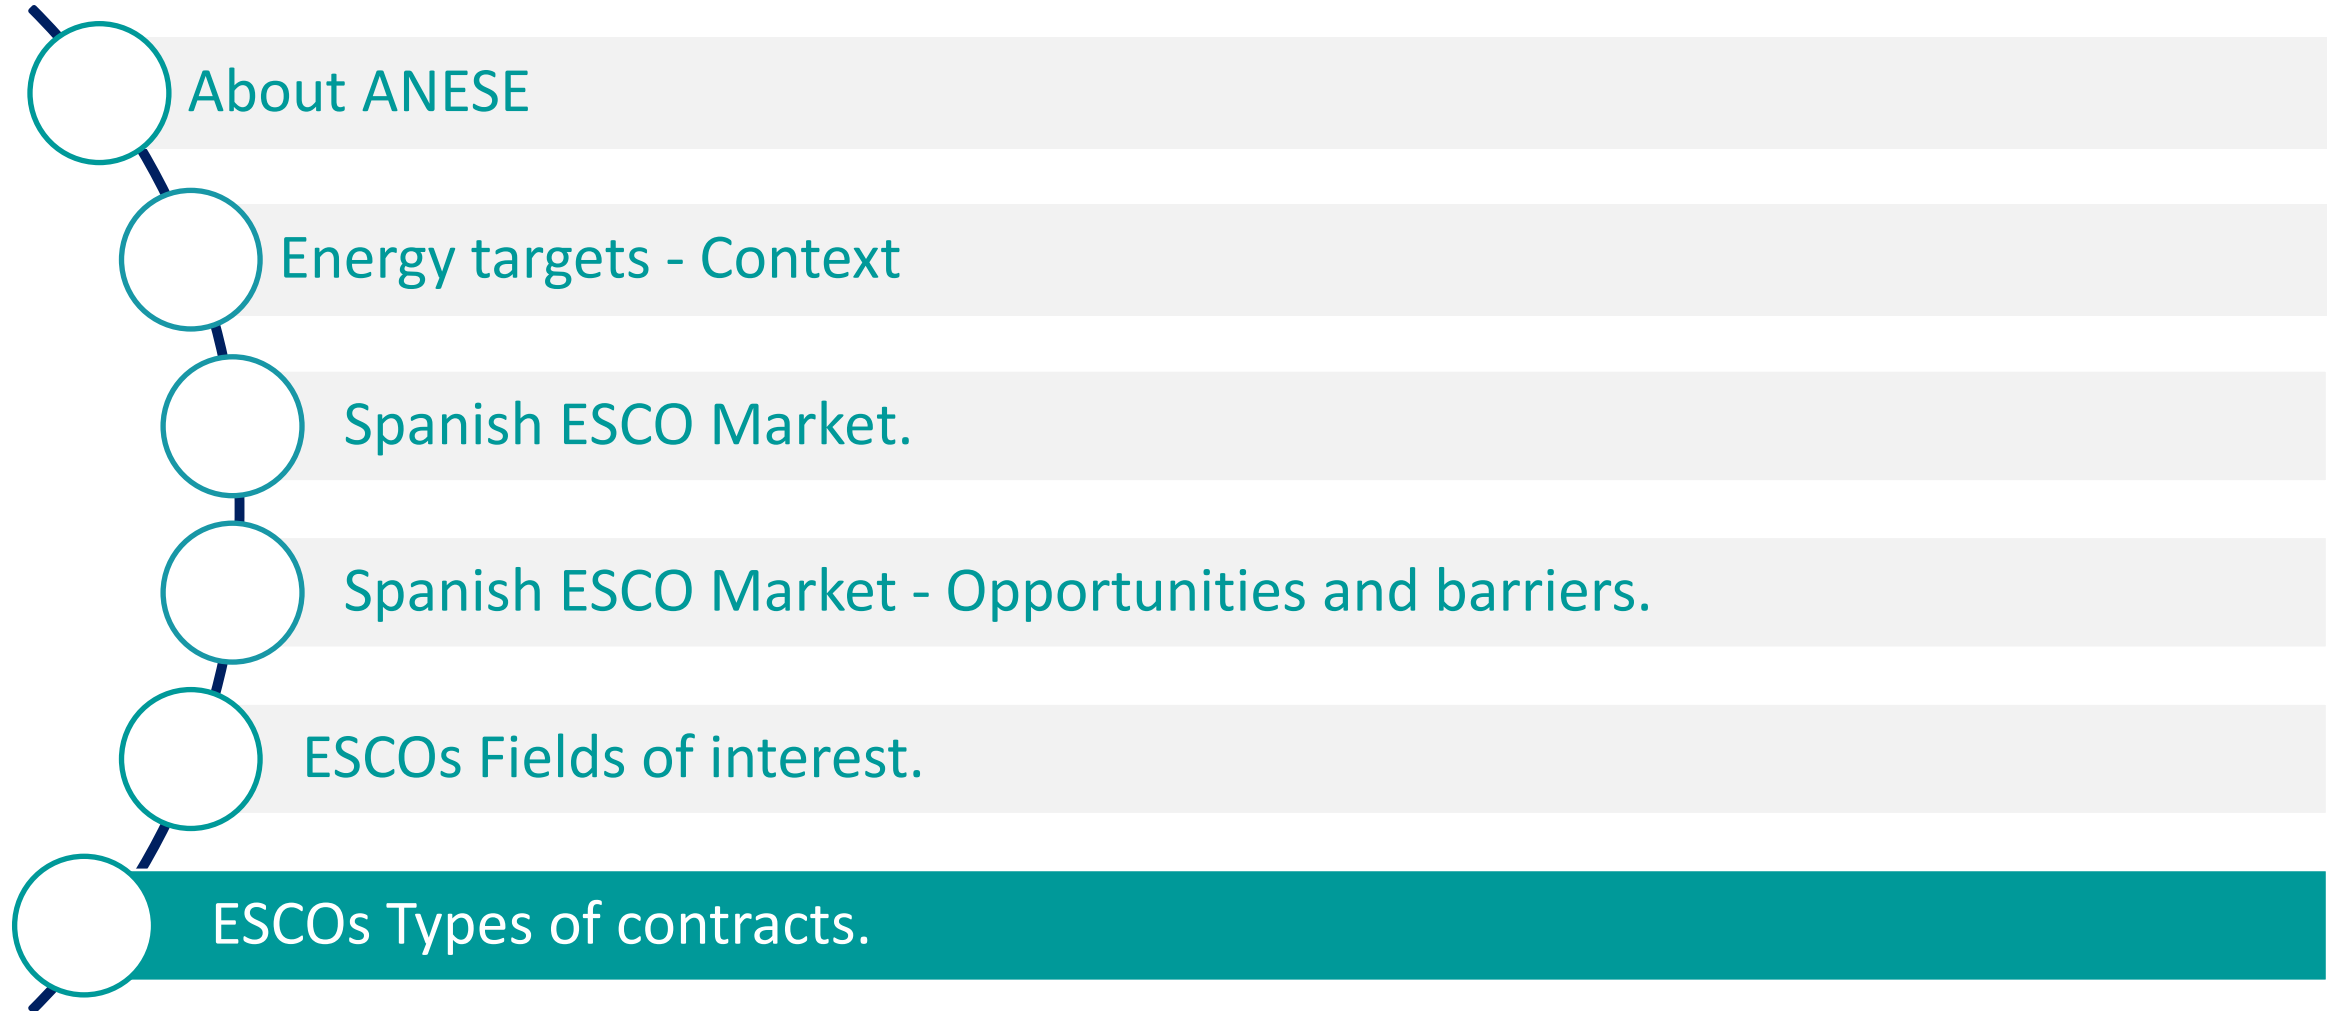 About ANESE
Energy targets - Context
Spanish ESCO Market.
Spanish ESCO Market - Opportunities and barriers.
ESCOs Fields of interest.
ESCOs Types of contracts.